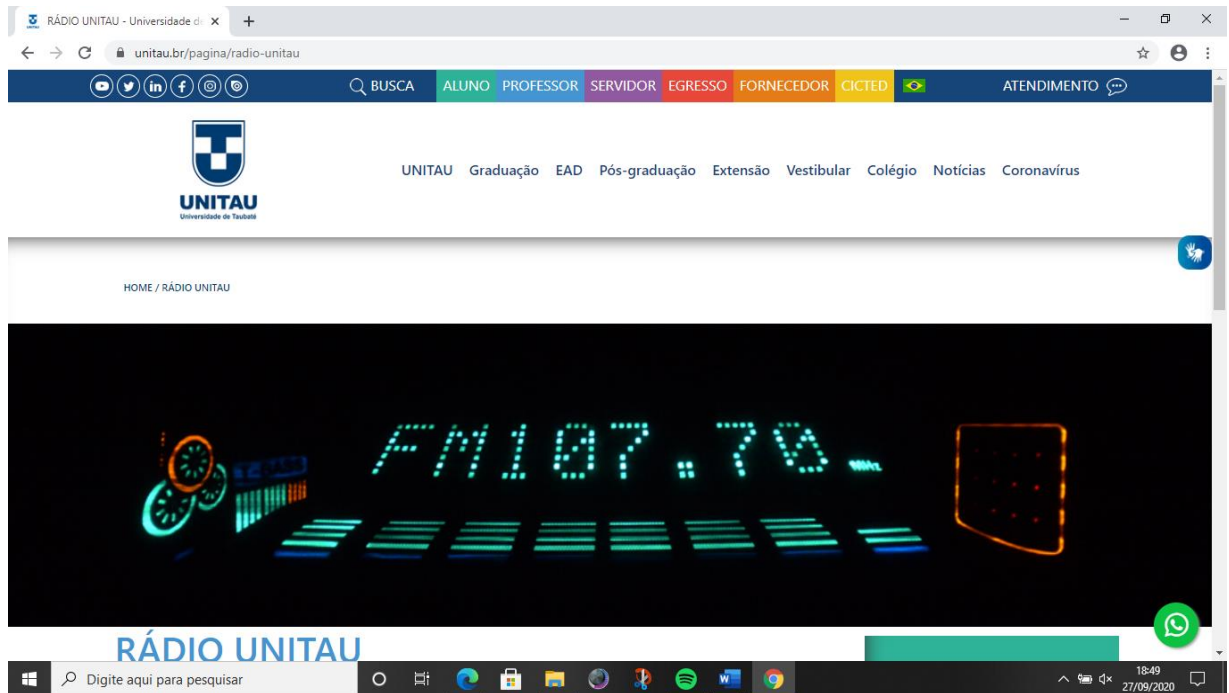 RÁDIO UNITAU - Universidade d
unitau.br/pagina/radio-unitau
BUSCA ALUNO PROFESSOR SERVIDOR EGRESSO FORNECEDOR CICTED ATENDIMENTO
UNITAU
Universidade de Taubaté
UNITAU Graduação EAD Pós-graduação Extensão Vestibular Colégio Notícias Coronavírus
HOME / RÁDIO UNITAU
FM107.70 MHz
RÁDIO UNITAU
Digite aqui para pesquisar
18:49
27/09/2020